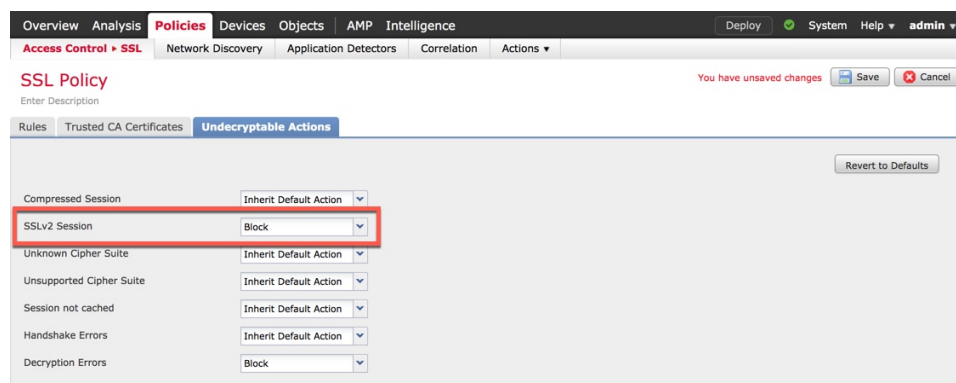 Overview Analysis Policies Devices Objects AMP Intelligence Deploy System Help ▾ admin ▾
Access Control ▸ SSL Network Discovery Application Detectors Correlation Actions ▾
SSL Policy
You have unsaved changes Save Cancel
Enter Description
Rules Trusted CA Certificates Undecryptable Actions
Revert to Defaults
Compressed Session Inherit Default Action
SSLv2 Session Block
Unknown Cipher Suite Inherit Default Action
Unsupported Cipher Suite Inherit Default Action
Session not cached Inherit Default Action
Handshake Errors Inherit Default Action
Decryption Errors Block